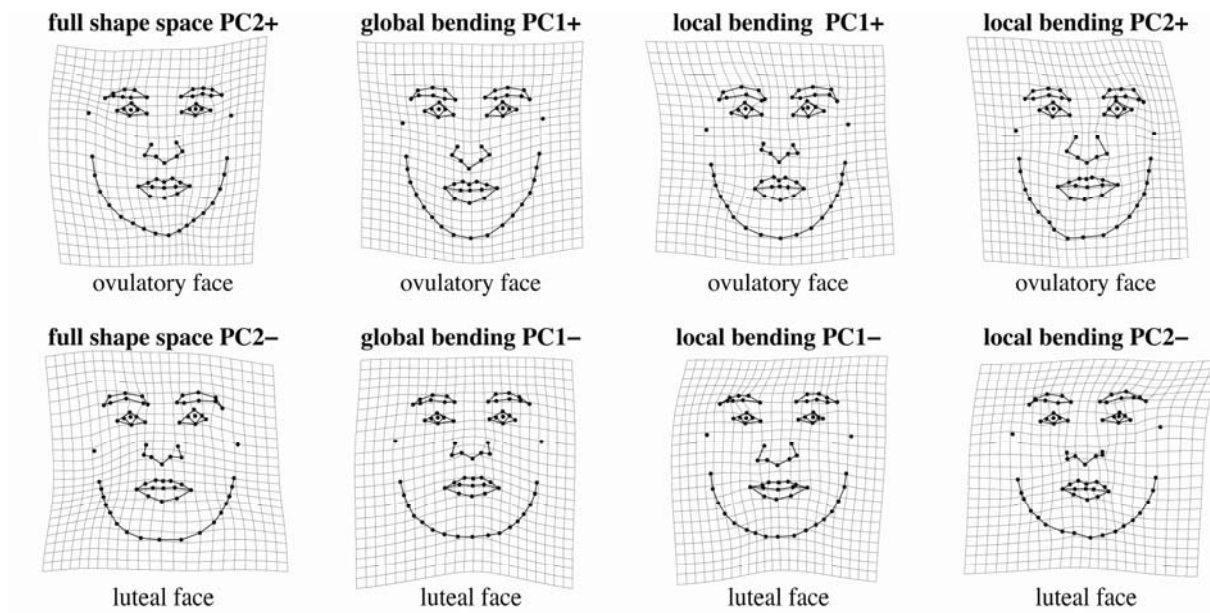 full shape space PC2+
global bending PC1+
local bending PC1+
local bending PC2+
ovulatory face
ovulatory face
ovulatory face
ovulatory face
full shape space PC2−
global bending PC1−
local bending PC1−
local bending PC2−
luteal face
luteal face
luteal face
luteal face